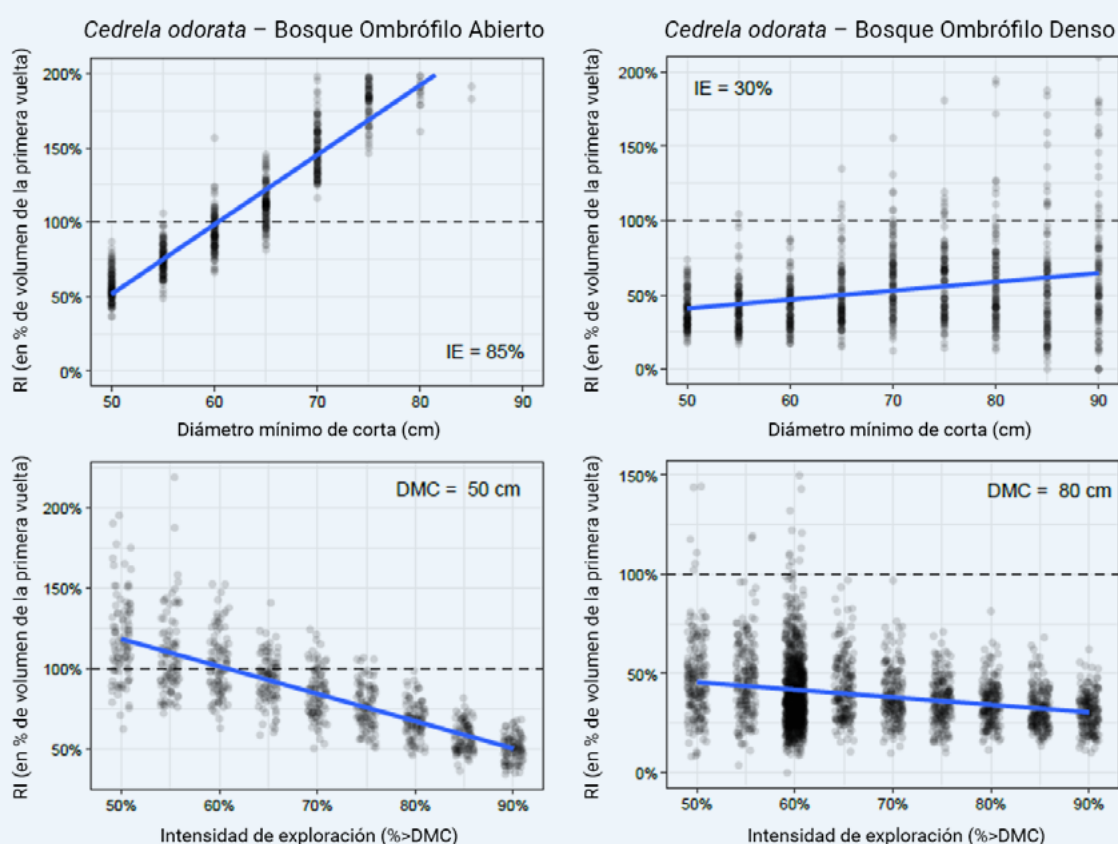 Cedrela odorata – Bosque Ombrófilo Abierto
RI (en % de volumen de la primera vuelta)
200%
150%
100%
50%
0%
IE = 85%
50 60 70 80 90
Diámetro mínimo de corta (cm)
Cedrela odorata – Bosque Ombrófilo Denso
RI (en % de volumen de la primera vuelta)
IE = 30%
200%
150%
100%
50%
0%
50 60 70 80 90
Diámetro mínimo de corta (cm)
RI (en % de volumen de la primera vuelta)
DMC = 50 cm
200%
150%
100%
50%
50% 60% 70% 80% 90%
Intensidad de exploración (%>DMC)
RI (en % de volumen de la primera vuelta)
DMC = 80 cm
150%
100%
50%
0%
50% 60% 70% 80% 90%
Intensidad de exploración (%>DMC)